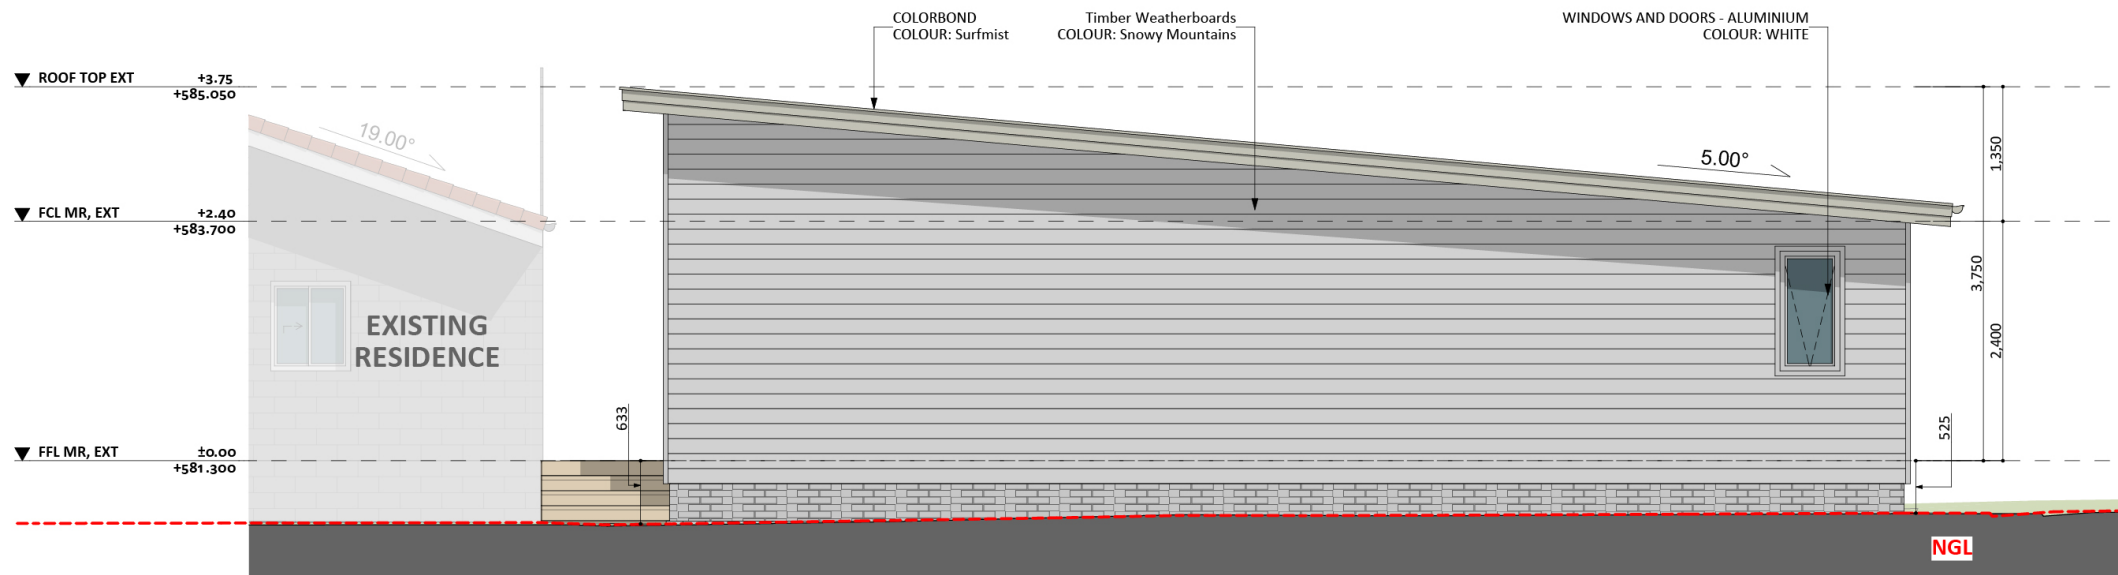 COLORBOND
COLOUR: Surfmist
Timber Weatherboards
COLOUR: Snowy Mountains
WINDOWS AND DOORS - ALUMINIUM
COLOUR: WHITE
ROOF TOP EXT +3.75
+585.050
19.00°
5.00°
1,350
FCL MR, EXT +2.40
+583.700
3,750
2,400
EXISTING
RESIDENCE
633
525
FFL MR, EXT ±0.00
+581.300
NGL